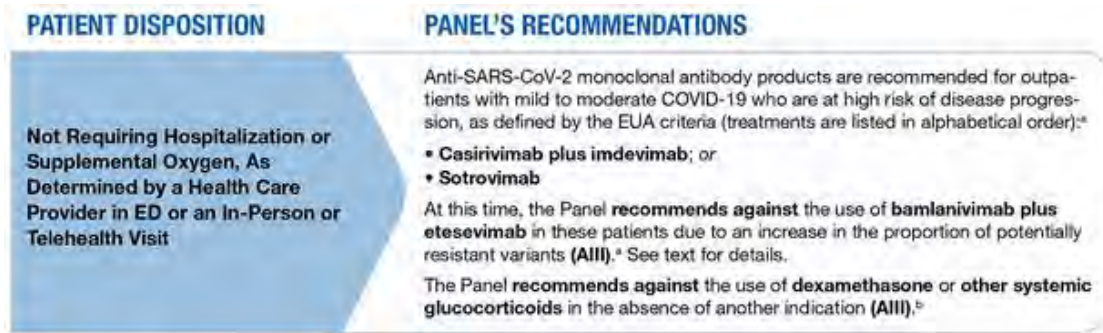 PATIENT DISPOSITION
PANEL'S RECOMMENDATIONS
Not Requiring Hospitalization or
Supplemental Oxygen, As
Determined by a Health Care
Provider in ED or an In-Person or
Telehealth Visit
Anti-SARS-CoV-2 monoclonal antibody products are recommended for outpa-
tients with mild to moderate COVID-19 who are at high risk of disease progres-
sion, as defined by the EUA criteria (treatments are listed in alphabetical order):ᵃ
• Casirivimab plus imdevimab; or
• Sotrovimab
At this time, the Panel recommends against the use of bamlanivimab plus
etesevimab in these patients due to an increase in the proportion of potentially
resistant variants (AIII).ᵃ See text for details.
The Panel recommends against the use of dexamethasone or other systemic
glucocorticoids in the absence of another indication (AIII).ᵇ